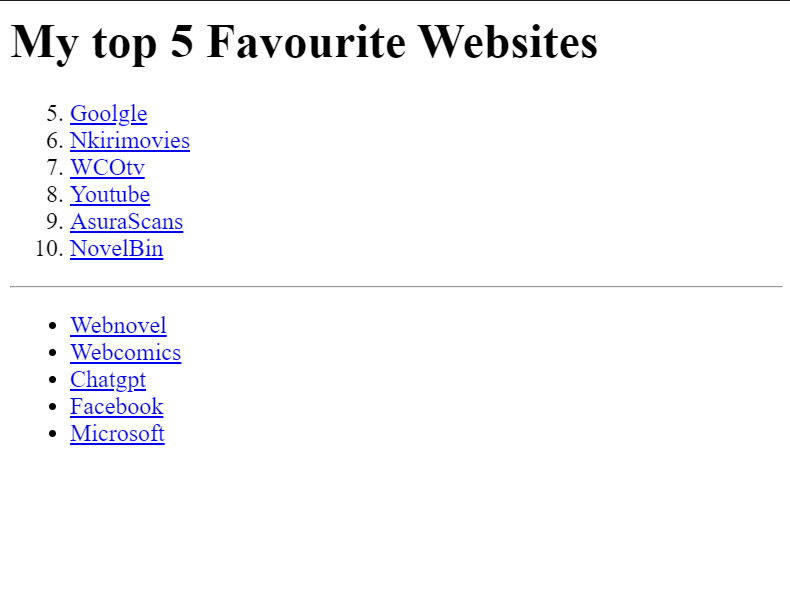 My top 5 Favourite Websites
5. Goolgle
6. Nkirimovies
7. WCOtv
8. Youtube
9. AsuraScans
10. NovelBin
• Webnovel
• Webcomics
• Chatgpt
• Facebook
• Microsoft